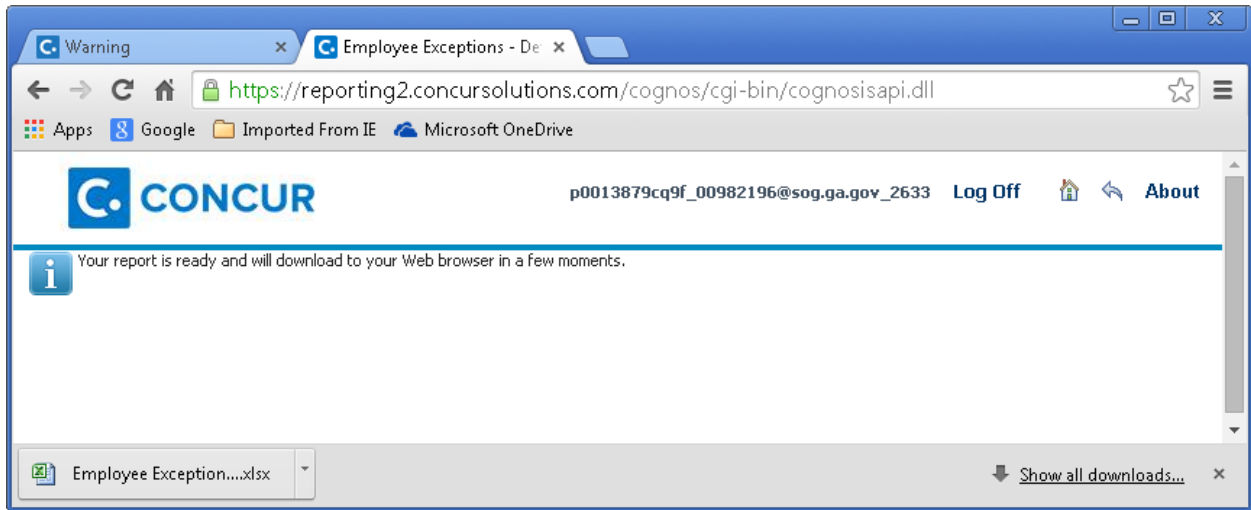 Warning
Employee Exceptions - De
https://reporting2.concursolutions.com/cognos/cgi-bin/cognosisapi.dll
Apps Google Imported From IE Microsoft OneDrive
C. CONCUR p0013879cq9f_00982196@sog.ga.gov_2633 Log Off About
Your report is ready and will download to your Web browser in a few moments.
Employee Exception....xlsx Show all downloads...